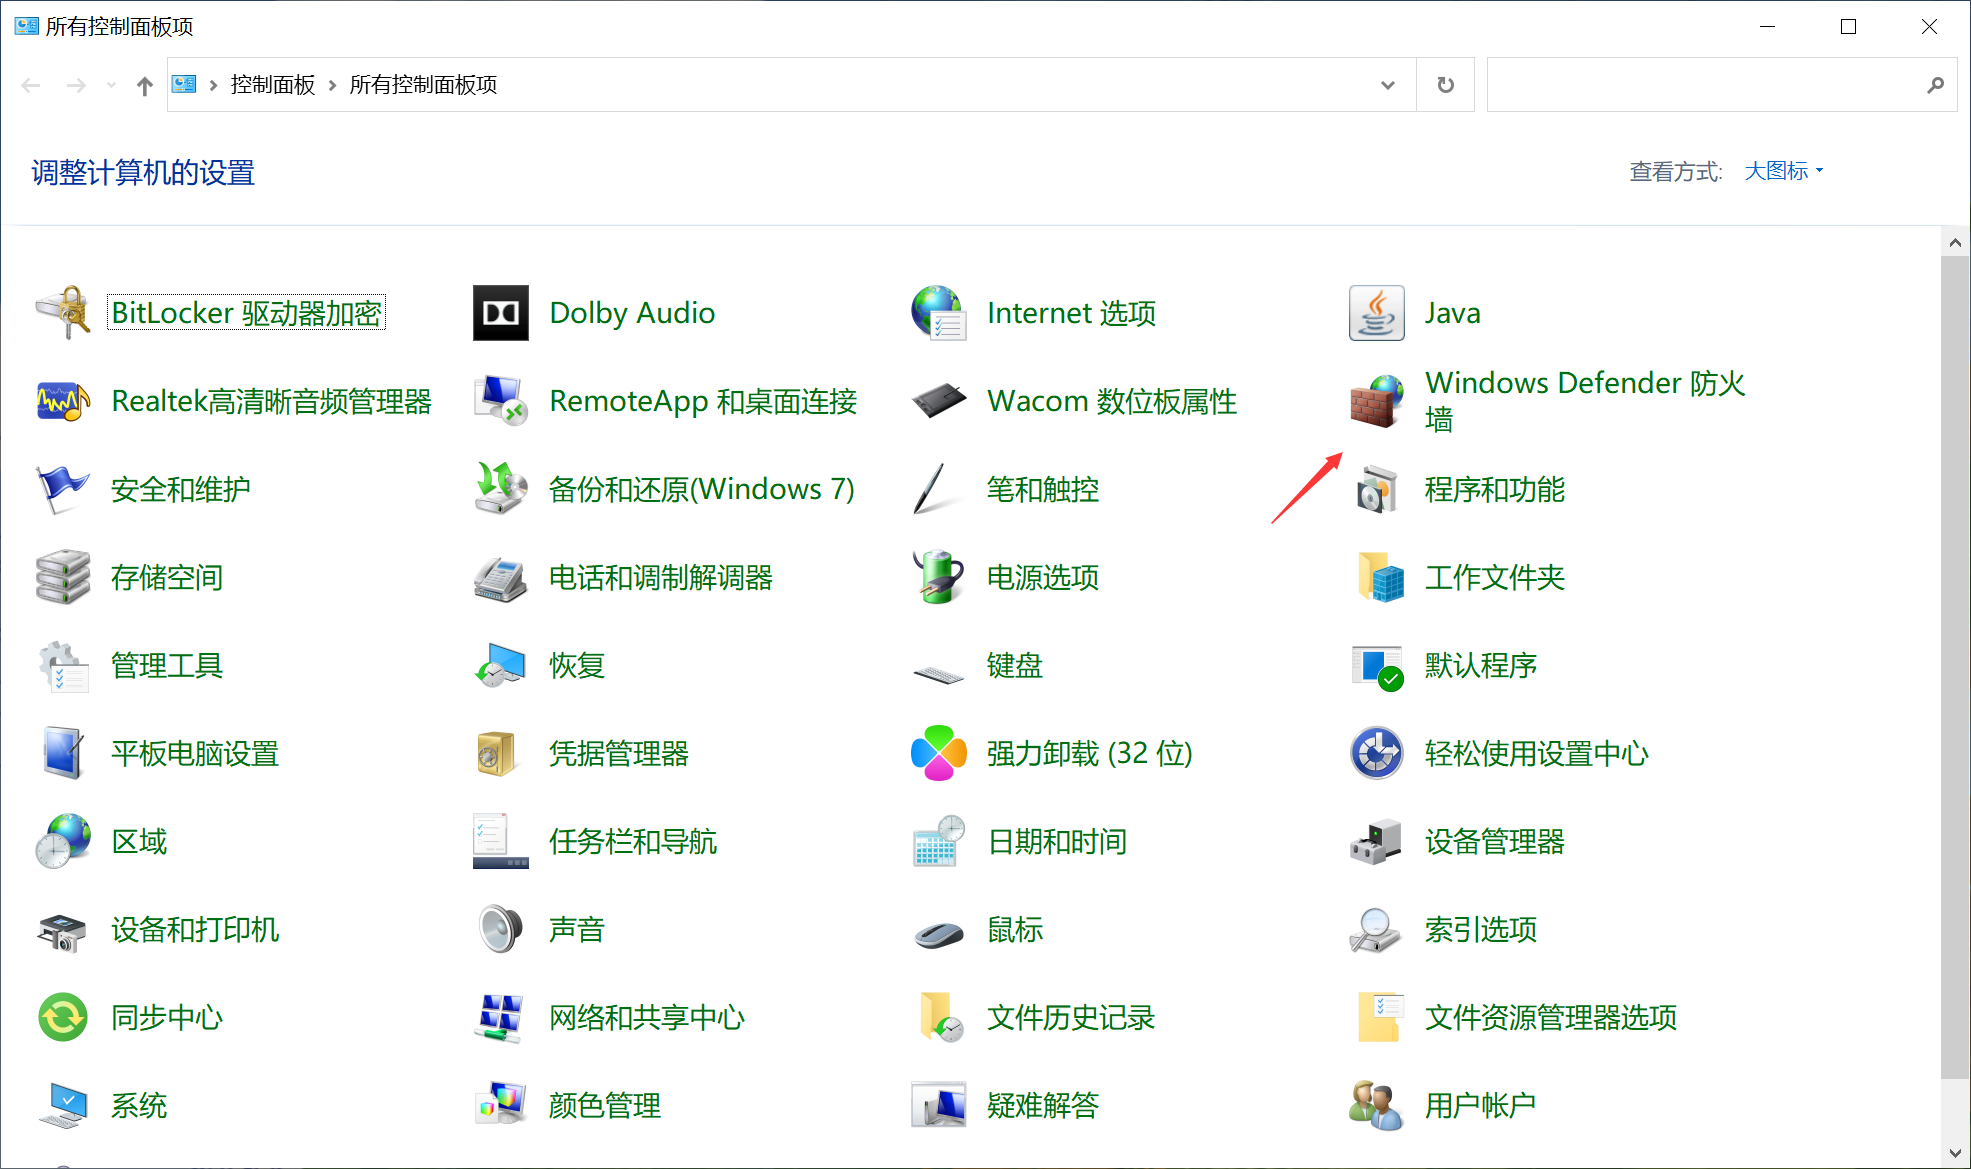 所有控制面板项
控制面板 所有控制面板项
调整计算机的设置
查看方式: 大图标
BitLocker 驱动器加密
Dolby Audio
Internet 选项
Java
Realtek高清晰音频管理器
RemoteApp 和桌面连接
Wacom 数位板属性
Windows Defender 防火
墙
安全和维护
备份和还原(Windows 7)
笔和触控
程序和功能
存储空间
电话和调制解调器
电源选项
工作文件夹
管理工具
恢复
键盘
默认程序
平板电脑设置
凭据管理器
强力卸载 (32 位)
轻松使用设置中心
区域
任务栏和导航
日期和时间
设备管理器
设备和打印机
声音
鼠标
索引选项
同步中心
网络和共享中心
文件历史记录
文件资源管理器选项
系统
颜色管理
疑难解答
用户帐户